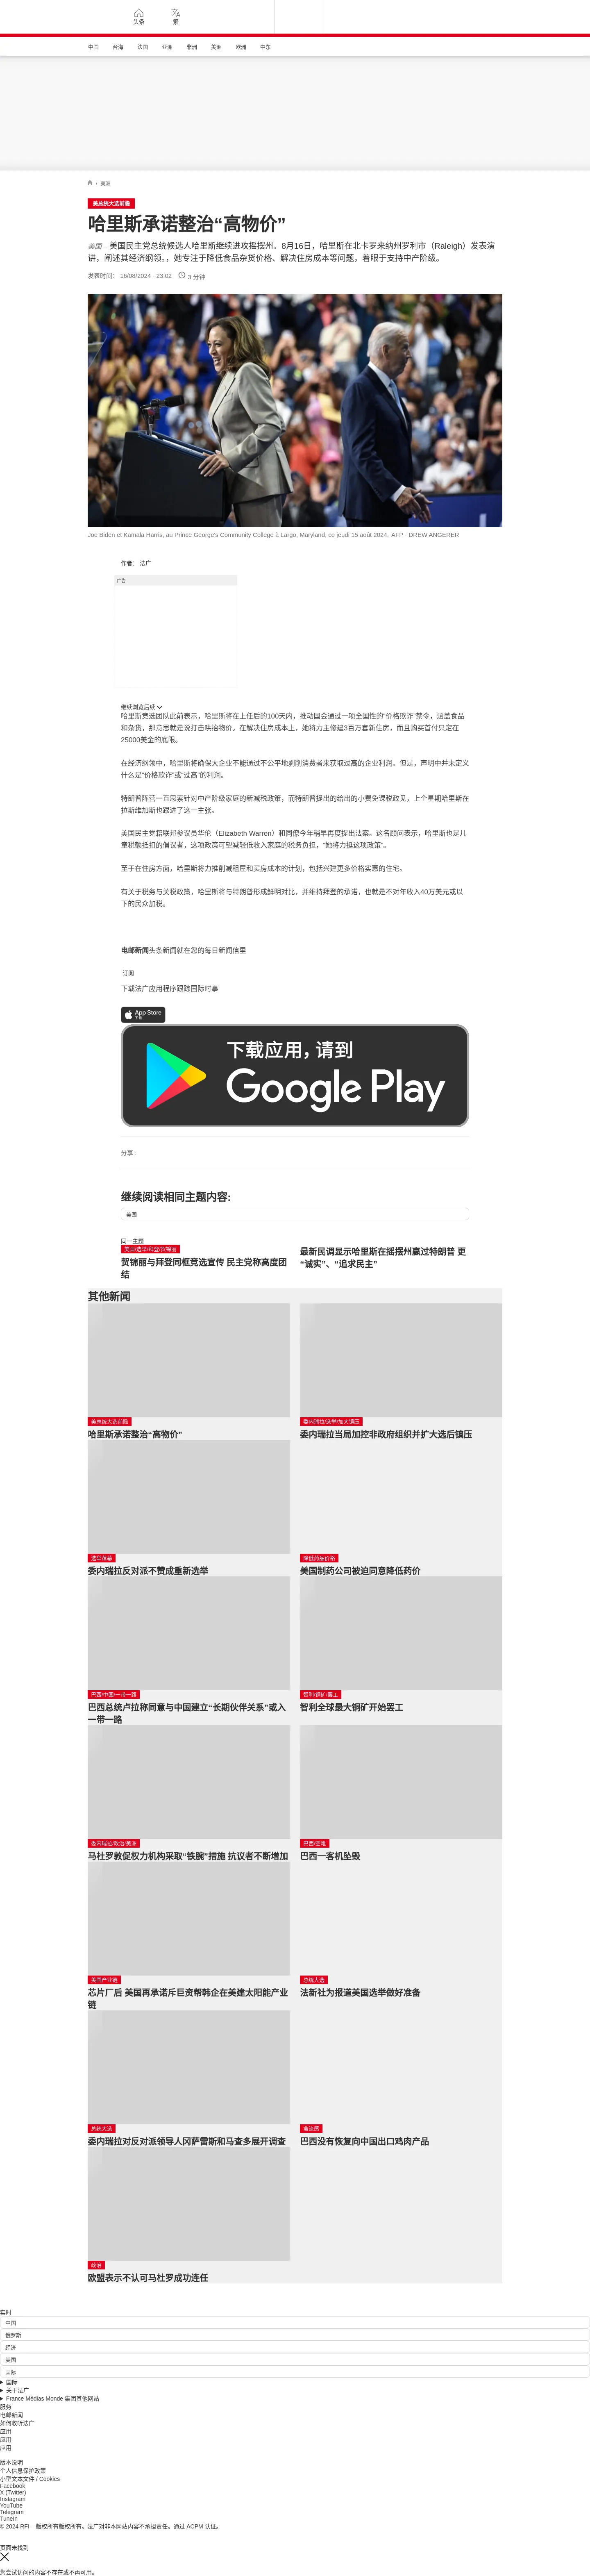 头条
繁
中国
台海
法国
亚洲
非洲
美洲
欧洲
中东
/
美洲
美总统大选前瞻
哈里斯承诺整治“高物价”
美国 – 美国民主党总统候选人哈里斯继续进攻摇摆州。8月16日，哈里斯在北卡罗来纳州罗利市（Raleigh）发表演
讲，阐述其经济纲领。，她专注于降低食品杂货价格、解决住房成本等问题，着眼于支持中产阶级。
发表时间： 16/08/2024 - 23:02
3 分钟
Joe Biden et Kamala Harris, au Prince George's Community College à Largo, Maryland, ce jeudi 15 août 2024. AFP - DREW ANGERER
作者： 法广
广告
继续浏览后续
哈里斯竞选团队此前表示，哈里斯将在上任后的100天内，推动国会通过一项全国性的“价格欺诈”禁令，涵盖食品
和杂货，那意思就是说打击哄抬物价。在解决住房成本上，她将力主修建3百万套新住房，而且购买首付只定在
25000美金的底限。
在经济纲领中，哈里斯将确保大企业不能通过不公平地剥削消费者来获取过高的企业利润。但是，声明中并未定义
什么是“价格欺诈”或“过高”的利润。
特朗普阵营一直思索针对中产阶级家庭的新减税政策，而特朗普提出的给出的小费免课税政见，上个星期哈里斯在
拉斯维加斯也跟进了这一主张、
美国民主党籍联邦参议员华伦（Elizabeth Warren）和同僚今年稍早再度提出法案。这名顾问表示，哈里斯也是儿
童税额抵扣的倡议者，这项政策可望减轻低收入家庭的税务负担，“她将力挺这项政策”。
至于在住房方面，哈里斯将力推削减租屋和买房成本的计划，包括兴建更多价格实惠的住宅。
有关于税务与关税政策，哈里斯将与特朗普形成鲜明对比，并维持拜登的承诺，也就是不对年收入40万美元或以
下的民众加税。
电邮新闻头条新闻就在您的每日新闻信里
订阅
下载法广应用程序跟踪国际时事
App Store
下载
下载应用，请到
Google Play
分享 :
继续阅读相同主题内容:
美国
同一主题
美国/选举/拜登/贺锦丽
贺锦丽与拜登同框竞选宣传 民主党称高度团
结
最新民调显示哈里斯在摇摆州赢过特朗普 更
“诚实”、“追求民主”
其他新闻
美总统大选前瞻
哈里斯承诺整治“高物价”
委内瑞拉/选举/加大镇压
委内瑞拉当局加控非政府组织并扩大选后镇压
选举落幕
委内瑞拉反对派不赞成重新选举
降低药品价格
美国制药公司被迫同意降低药价
巴西/中国/一带一路
巴西总统卢拉称同意与中国建立“长期伙伴关系”或入
一带一路
智利/铜矿/罢工
智利全球最大铜矿开始罢工
委内瑞拉/政治/美洲
马杜罗敦促权力机构采取“铁腕”措施 抗议者不断增加
巴西/空难
巴西一客机坠毁
美国产业链
芯片厂后 美国再承诺斥巨资帮韩企在美建太阳能产业
链
总统大选
法新社为报道美国选举做好准备
总统大选
委内瑞拉对反对派领导人冈萨雷斯和马查多展开调查
禽流感
巴西没有恢复向中国出口鸡肉产品
政治
欧盟表示不认可马杜罗成功连任
实时
中国
俄罗斯
经济
美国
国际
国际
关于法广
France Médias Monde 集团其他网站
服务
电邮新闻
如何收听法广
应用
应用
应用
版本说明
个人信息保护政策
小型文本文件 / Cookies
Facebook
X (Twitter)
Instagram
YouTube
Telegram
TuneIn
© 2024 RFI – 版权所有版权所有。法广对非本网站内容不承担责任。通过 ACPM 认证。
页面未找到
您尝试访问的内容不存在或不再可用。